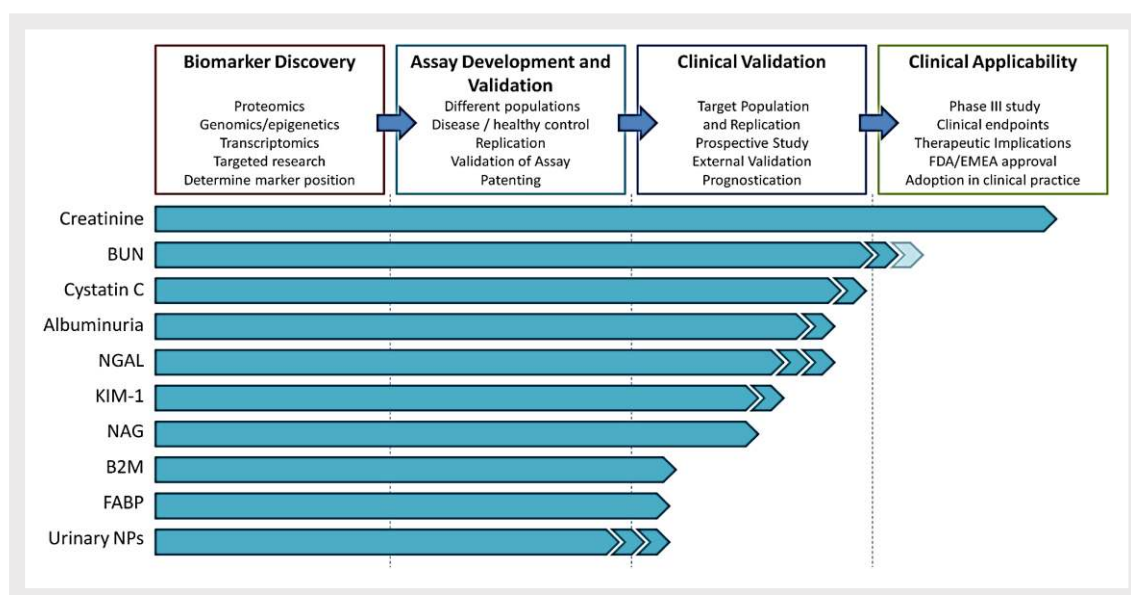 Biomarker Discovery
Proteomics
Genomics/epigenetics
Transcriptomics
Targeted research
Determine marker position
Assay Development and
Validation
Different populations
Disease / healthy control
Replication
Validation of Assay
Patenting
Clinical Validation
Target Population
and Replication
Prospective Study
External Validation
Prognostication
Clinical Applicability
Phase III study
Clinical endpoints
Therapeutic Implications
FDA/EMEA approval
Adoption in clinical practice
Creatinine
BUN
Cystatin C
Albuminuria
NGAL
KIM-1
NAG
B2M
FABP
Urinary NPs